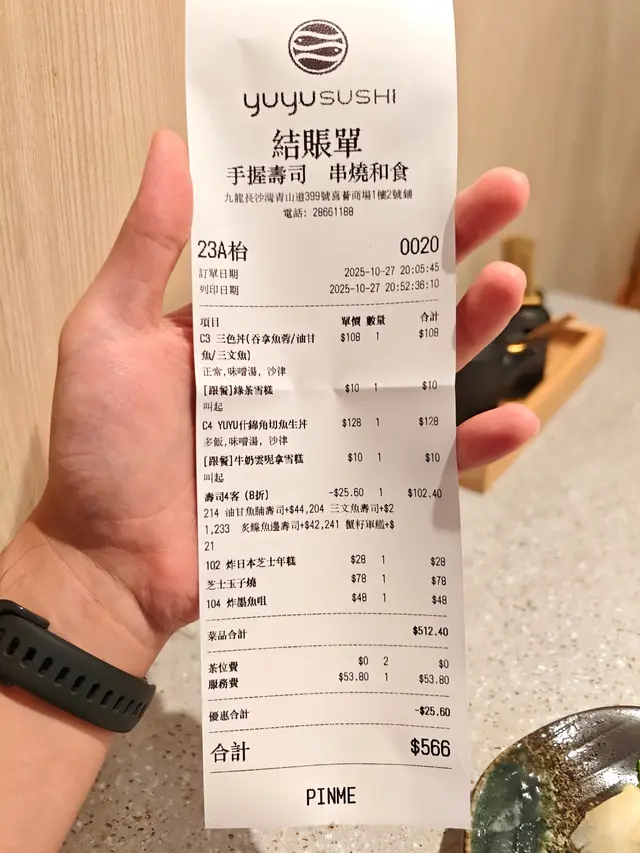 yuyuSUSHI
結賬單
手握壽司 串燒和食
九龍長沙灣青山道399號喜薈商場1樓2號鋪
電話: 28661188
23A枱 0020
訂單日期 2025-10-27 20:05:45
列印日期 2025-10-27 20:52:36:10
項目 單價 數量 合計
C3 三色丼(吞拿魚蓉/油甘 $108 1 $108
魚/三文魚)
正常,味噌湯, 沙律
[跟餐]綠茶雪糕 $10 1 $10
叫起
C4 YUYU什錦角切魚生丼 $128 1 $128
多飯,味噌湯, 沙律
[跟餐]牛奶雲呢拿雪糕 $10 1 $10
叫起
壽司4客 (8折) -$25.60 1 $102.40
214 油甘魚腩壽司+$44,204 三文魚壽司+$2
1,233 炙鰈魚邊壽司+$42,241 蟹籽軍艦+$
21
102 炸日本芝士年糕 $28 1 $28
芝士玉子燒 $78 1 $78
104 炸墨魚咀 $48 1 $48
菜品合計 $512.40
茶位費 $0 2 $0
服務費 $53.80 1 $53.80
優惠合計 -$25.60
合計 $566
PINME